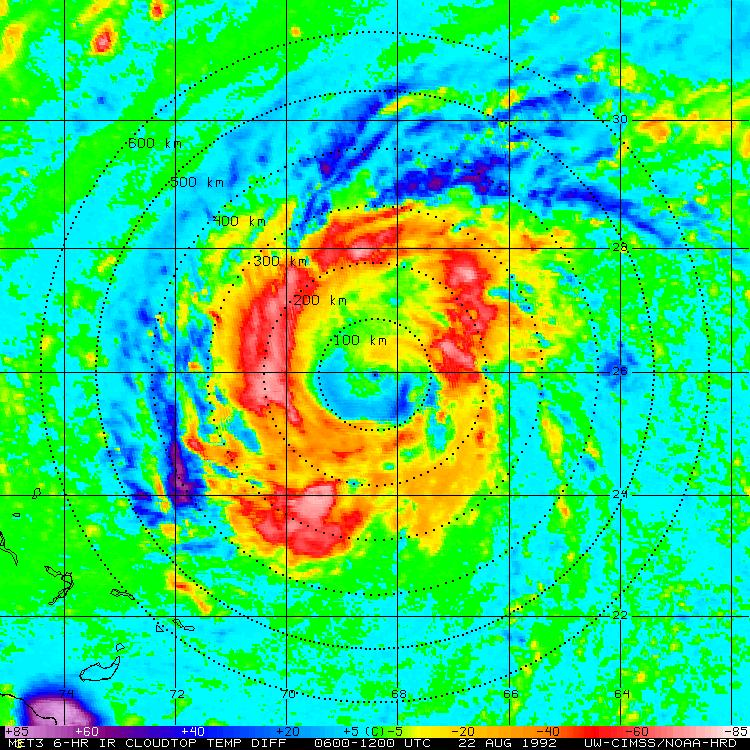 30
600 km
500 km
400 km
28
300 km
200 km
100 km
26
24
22
74 72 70 68 66 64
+85 +60 +40 +20 +5 (C) -5 -20 -40 -60 -85
MET3 6-HR IR CLOUDTOP TEMP DIFF 0600-1200 UTC 22 AUG 1992 UW-CIMSS/NOAA-HRD